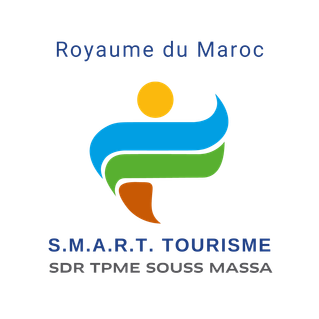 Royaume du Maroc
S.M.A.R.T. TOURISME
SDR TPME SOUSS MASSA